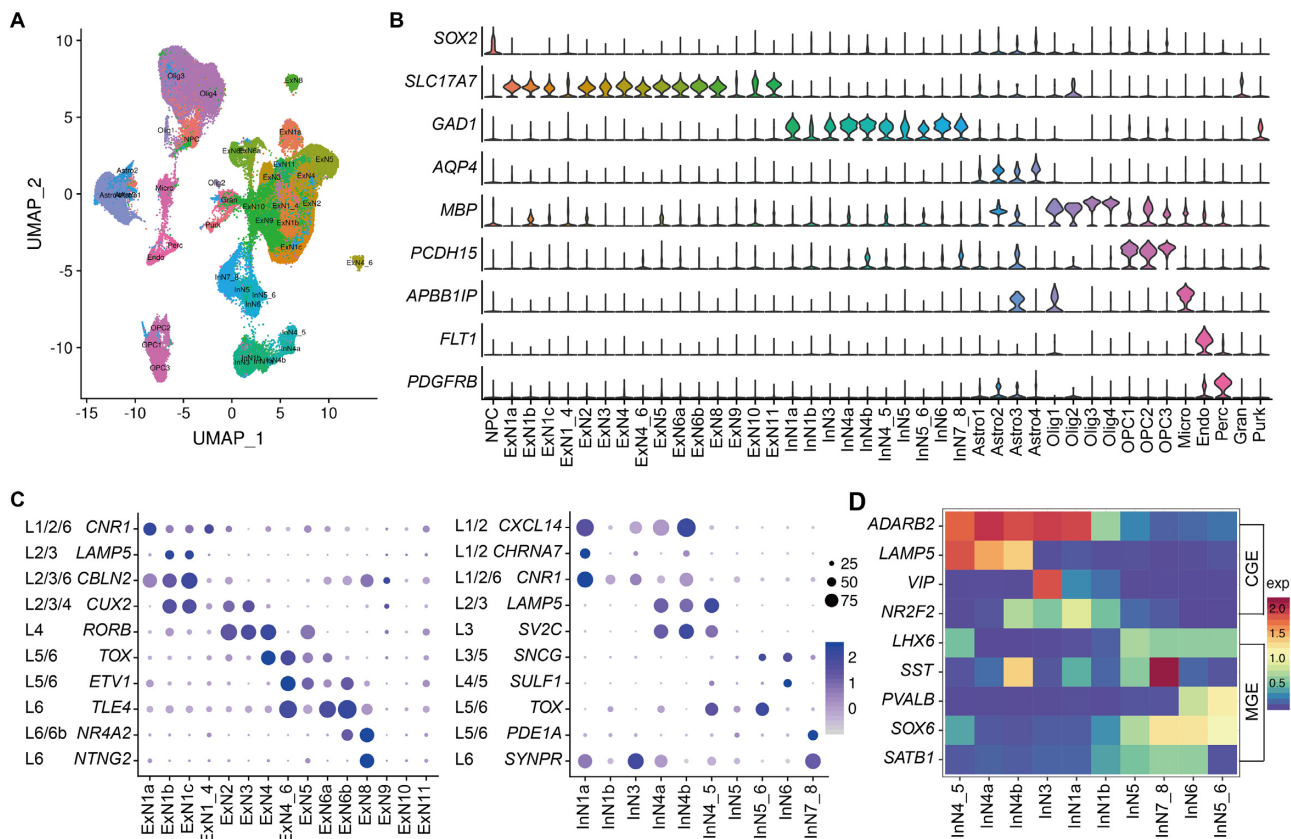 A
UMAP_2
10
5
0
-5
-10
-15
-10
-5
0
5
10
UMAP_1
Olig3
Olig4
Olig1
NPC
ExN8
ExN1a
ExN6a
ExN5
ExN11
ExN3
ExN4
Astro2
Micro
Olig2
Gran
ExN10
ExN1_4
ExN2
ExN9
ExN1b
Purk
Perc
Endo
ExN1c
ExN4_6
InN7_8
InN5
InN5_6
InN6
OPC2
OPC1
OPC3
InN4_5
InN4a
InN4b
B
SOX2
SLC17A7
GAD1
AQP4
MBP
PCDH15
APBB1IP
FLT1
PDGFRB
NPC ExN1a ExN1b ExN1c ExN1_4 ExN2 ExN3 ExN4 ExN4_6 ExN5 ExN6a ExN6b ExN8 ExN9 ExN10 ExN11 InN1a InN1b InN3 InN4a InN4b InN4_5 InN5 InN5_6 InN6 InN7_8 Astro1 Astro2 Astro3 Astro4 Olig1 Olig2 Olig3 Olig4 OPC1 OPC2 OPC3 Micro Endo Perc Gran Purk
C
L1/2/6 CNR1
L2/3 LAMP5
L2/3/6 CBLN2
L2/3/4 CUX2
L4 RORB
L5/6 TOX
L5/6 ETV1
L6 TLE4
L6/6b NR4A2
L6 NTNG2
ExN1a ExN1b ExN1c ExN1_4 ExN2 ExN3 ExN4 ExN4_6 ExN5 ExN6a ExN6b ExN8 ExN9 ExN10 ExN11
L1/2 CXCL14
L1/2 CHRNA7
L1/2/6 CNR1
L2/3 LAMP5
L3 SV2C
L3/5 SNCG
L4/5 SULF1
L5/6 TOX
L5/6 PDE1A
L6 SYNPR
InN1a InN1b InN3 InN4a InN4b InN4_5 InN5 InN5_6 InN6 InN7_8
25
50
75
2
1
0
D
ADARB2
LAMP5
VIP
NR2F2
LHX6
SST
PVALB
SOX6
SATB1
InN4_5 InN4a InN4b InN3 InN1a InN1b InN5 InN7_8 InN6 InN5_6
CGE
MGE
exp
2.0
1.5
1.0
0.5